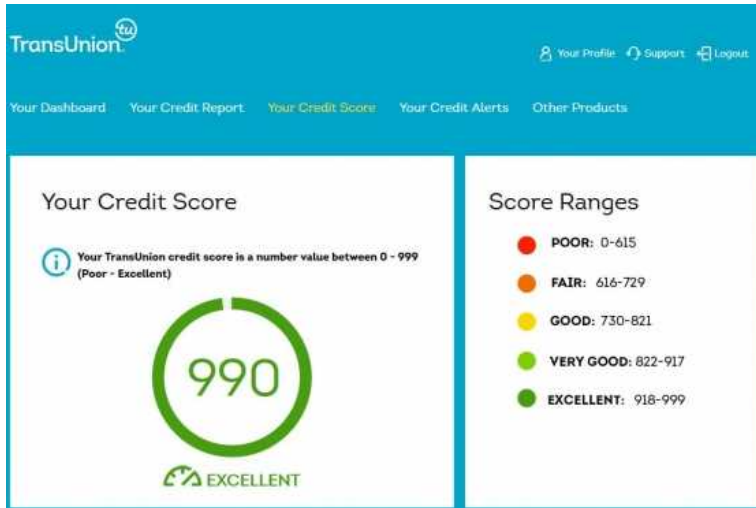 tu
TransUnion.
Your Profile Support Logout
Your Dashboard Your Credit Report Your Credit Score Your Credit Alerts Other Products
Your Credit Score
i Your TransUnion credit score is a number value between 0 - 999
(Poor - Excellent)
990
EXCELLENT
Score Ranges
POOR: 0-615
FAIR: 616-729
GOOD: 730-821
VERY GOOD: 822-917
EXCELLENT: 918-999